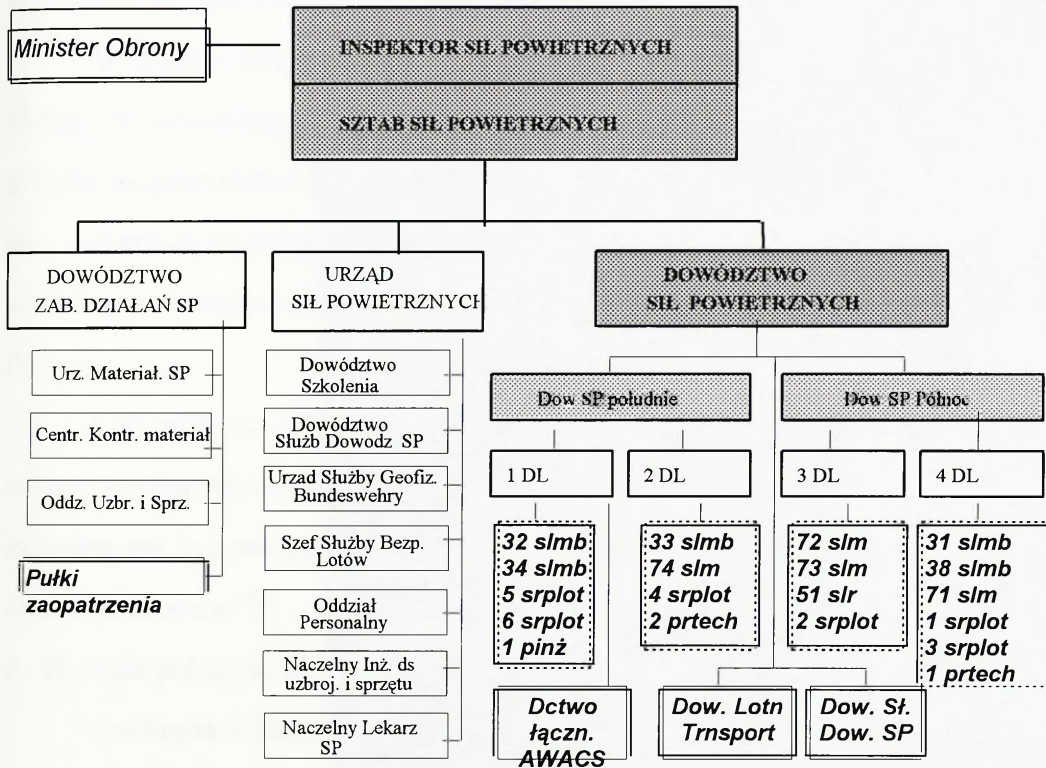 Minister Obrony
INSPEKTOR SIŁ POWIETRZNYCH
SZTAB SIŁ POWIETRZNYCH
DOWÓDZTWO
ZAB. DZIAŁAŃ SP
Urz. Materiał. SP
Centr. Kontr. materiał
Oddz. Uzbr. i Sprz.
Pułki
zaopatrzenia
URZĄD
SIŁ POWIETRZNYCH
Dowództwo
Szkolenia
Dowództwo
Służb Dowodz SP
Urzad Służby Geofiz.
Bundeswehry
Szef Służby Bezp.
Lotów
Oddział
Personalny
Naczelny Inż. ds
uzbroj. i sprzętu
Naczelny Lekarz
SP
DOWÓDZTWO
SIŁ POWIETRZNYCH
Dow SP południe
Dow SP Północ
1 DL
32 slmb
34 slmb
5 srplot
6 srplot
1 pinż
2 DL
33 slmb
74 slm
4 srplot
2 prtech
3 DL
72 slm
73 slm
51 slr
2 srplot
4 DL
31 slmb
38 slmb
71 slm
1 srplot
3 srplot
1 prtech
Dctwo
łączn.
AWACS
Dow. Lotn
Trnsport
Dow. Sł.
Dow. SP